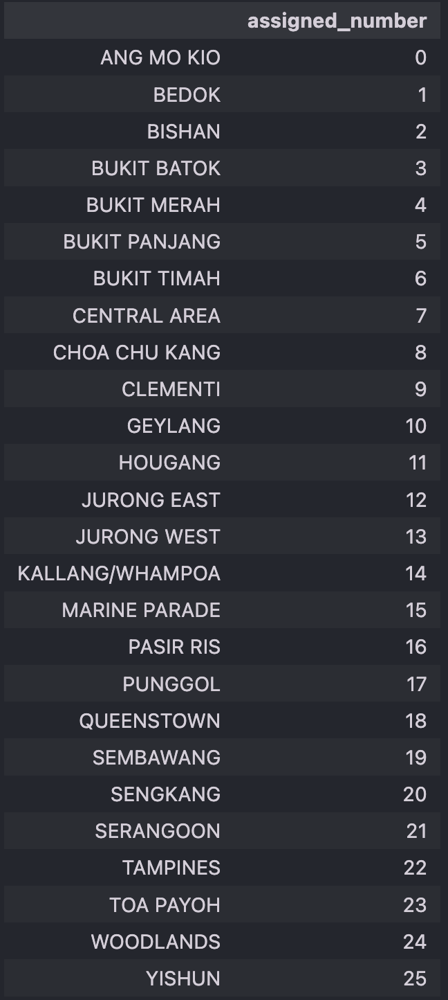 assigned_number
ANG MO KIO 0
BEDOK 1
BISHAN 2
BUKIT BATOK 3
BUKIT MERAH 4
BUKIT PANJANG 5
BUKIT TIMAH 6
CENTRAL AREA 7
CHOA CHU KANG 8
CLEMENTI 9
GEYLANG 10
HOUGANG 11
JURONG EAST 12
JURONG WEST 13
KALLANG/WHAMPOA 14
MARINE PARADE 15
PASIR RIS 16
PUNGGOL 17
QUEENSTOWN 18
SEMBAWANG 19
SENGKANG 20
SERANGOON 21
TAMPINES 22
TOA PAYOH 23
WOODLANDS 24
YISHUN 25